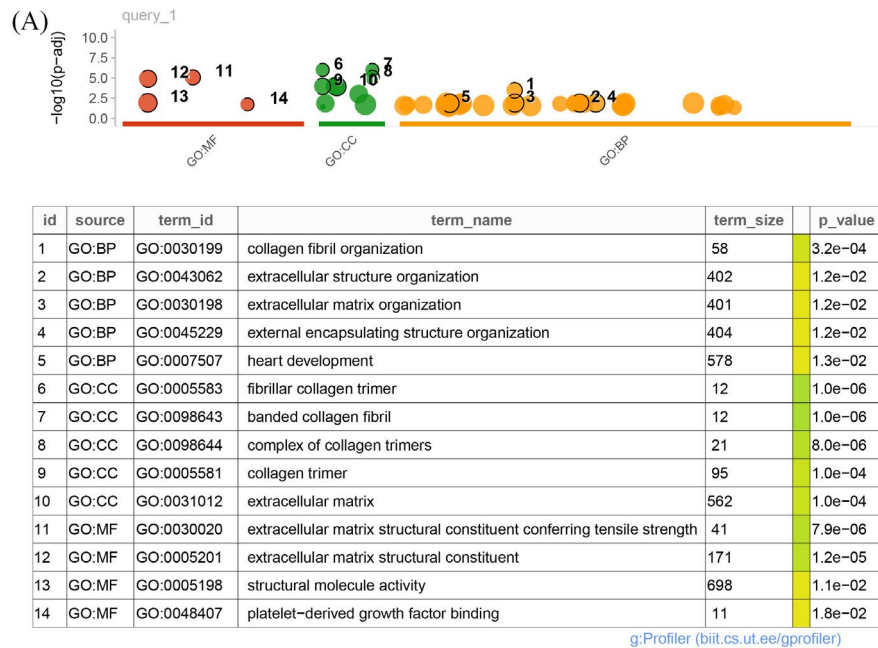 (A)
query_1
−log10(p−adj)
10.0
7.5
5.0
2.5
0.0
12 11 13 14
6 7 8 9 10
5 1 3 2 4
GO:MF
GO:CC
GO:BP
id source term_id term_name term_size p_value
1 GO:BP GO:0030199 collagen fibril organization 58 3.2e−04
2 GO:BP GO:0043062 extracellular structure organization 402 1.2e−02
3 GO:BP GO:0030198 extracellular matrix organization 401 1.2e−02
4 GO:BP GO:0045229 external encapsulating structure organization 404 1.2e−02
5 GO:BP GO:0007507 heart development 578 1.3e−02
6 GO:CC GO:0005583 fibrillar collagen trimer 12 1.0e−06
7 GO:CC GO:0098643 banded collagen fibril 12 1.0e−06
8 GO:CC GO:0098644 complex of collagen trimers 21 8.0e−06
9 GO:CC GO:0005581 collagen trimer 95 1.0e−04
10 GO:CC GO:0031012 extracellular matrix 562 1.0e−04
11 GO:MF GO:0030020 extracellular matrix structural constituent conferring tensile strength 41 7.9e−06
12 GO:MF GO:0005201 extracellular matrix structural constituent 171 1.2e−05
13 GO:MF GO:0005198 structural molecule activity 698 1.1e−02
14 GO:MF GO:0048407 platelet−derived growth factor binding 11 1.8e−02
g:Profiler (biit.cs.ut.ee/gprofiler)